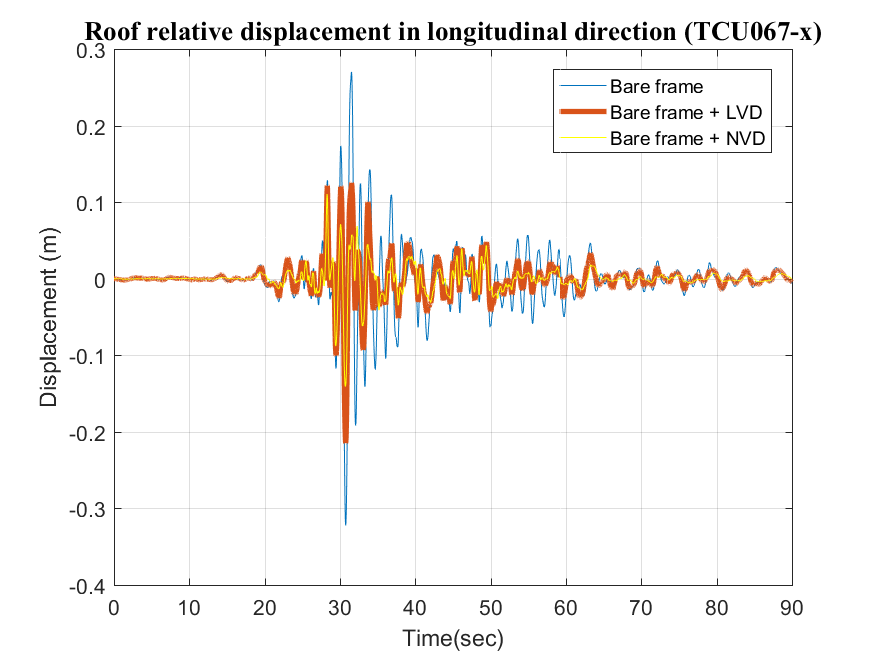 Roof relative displacement in longitudinal direction (TCU067-x)
Bare frame
Bare frame + LVD
Bare frame + NVD
Displacement (m)
0.3
0.2
0.1
0
-0.1
-0.2
-0.3
-0.4
0 10 20 30 40 50 60 70 80 90
Time(sec)